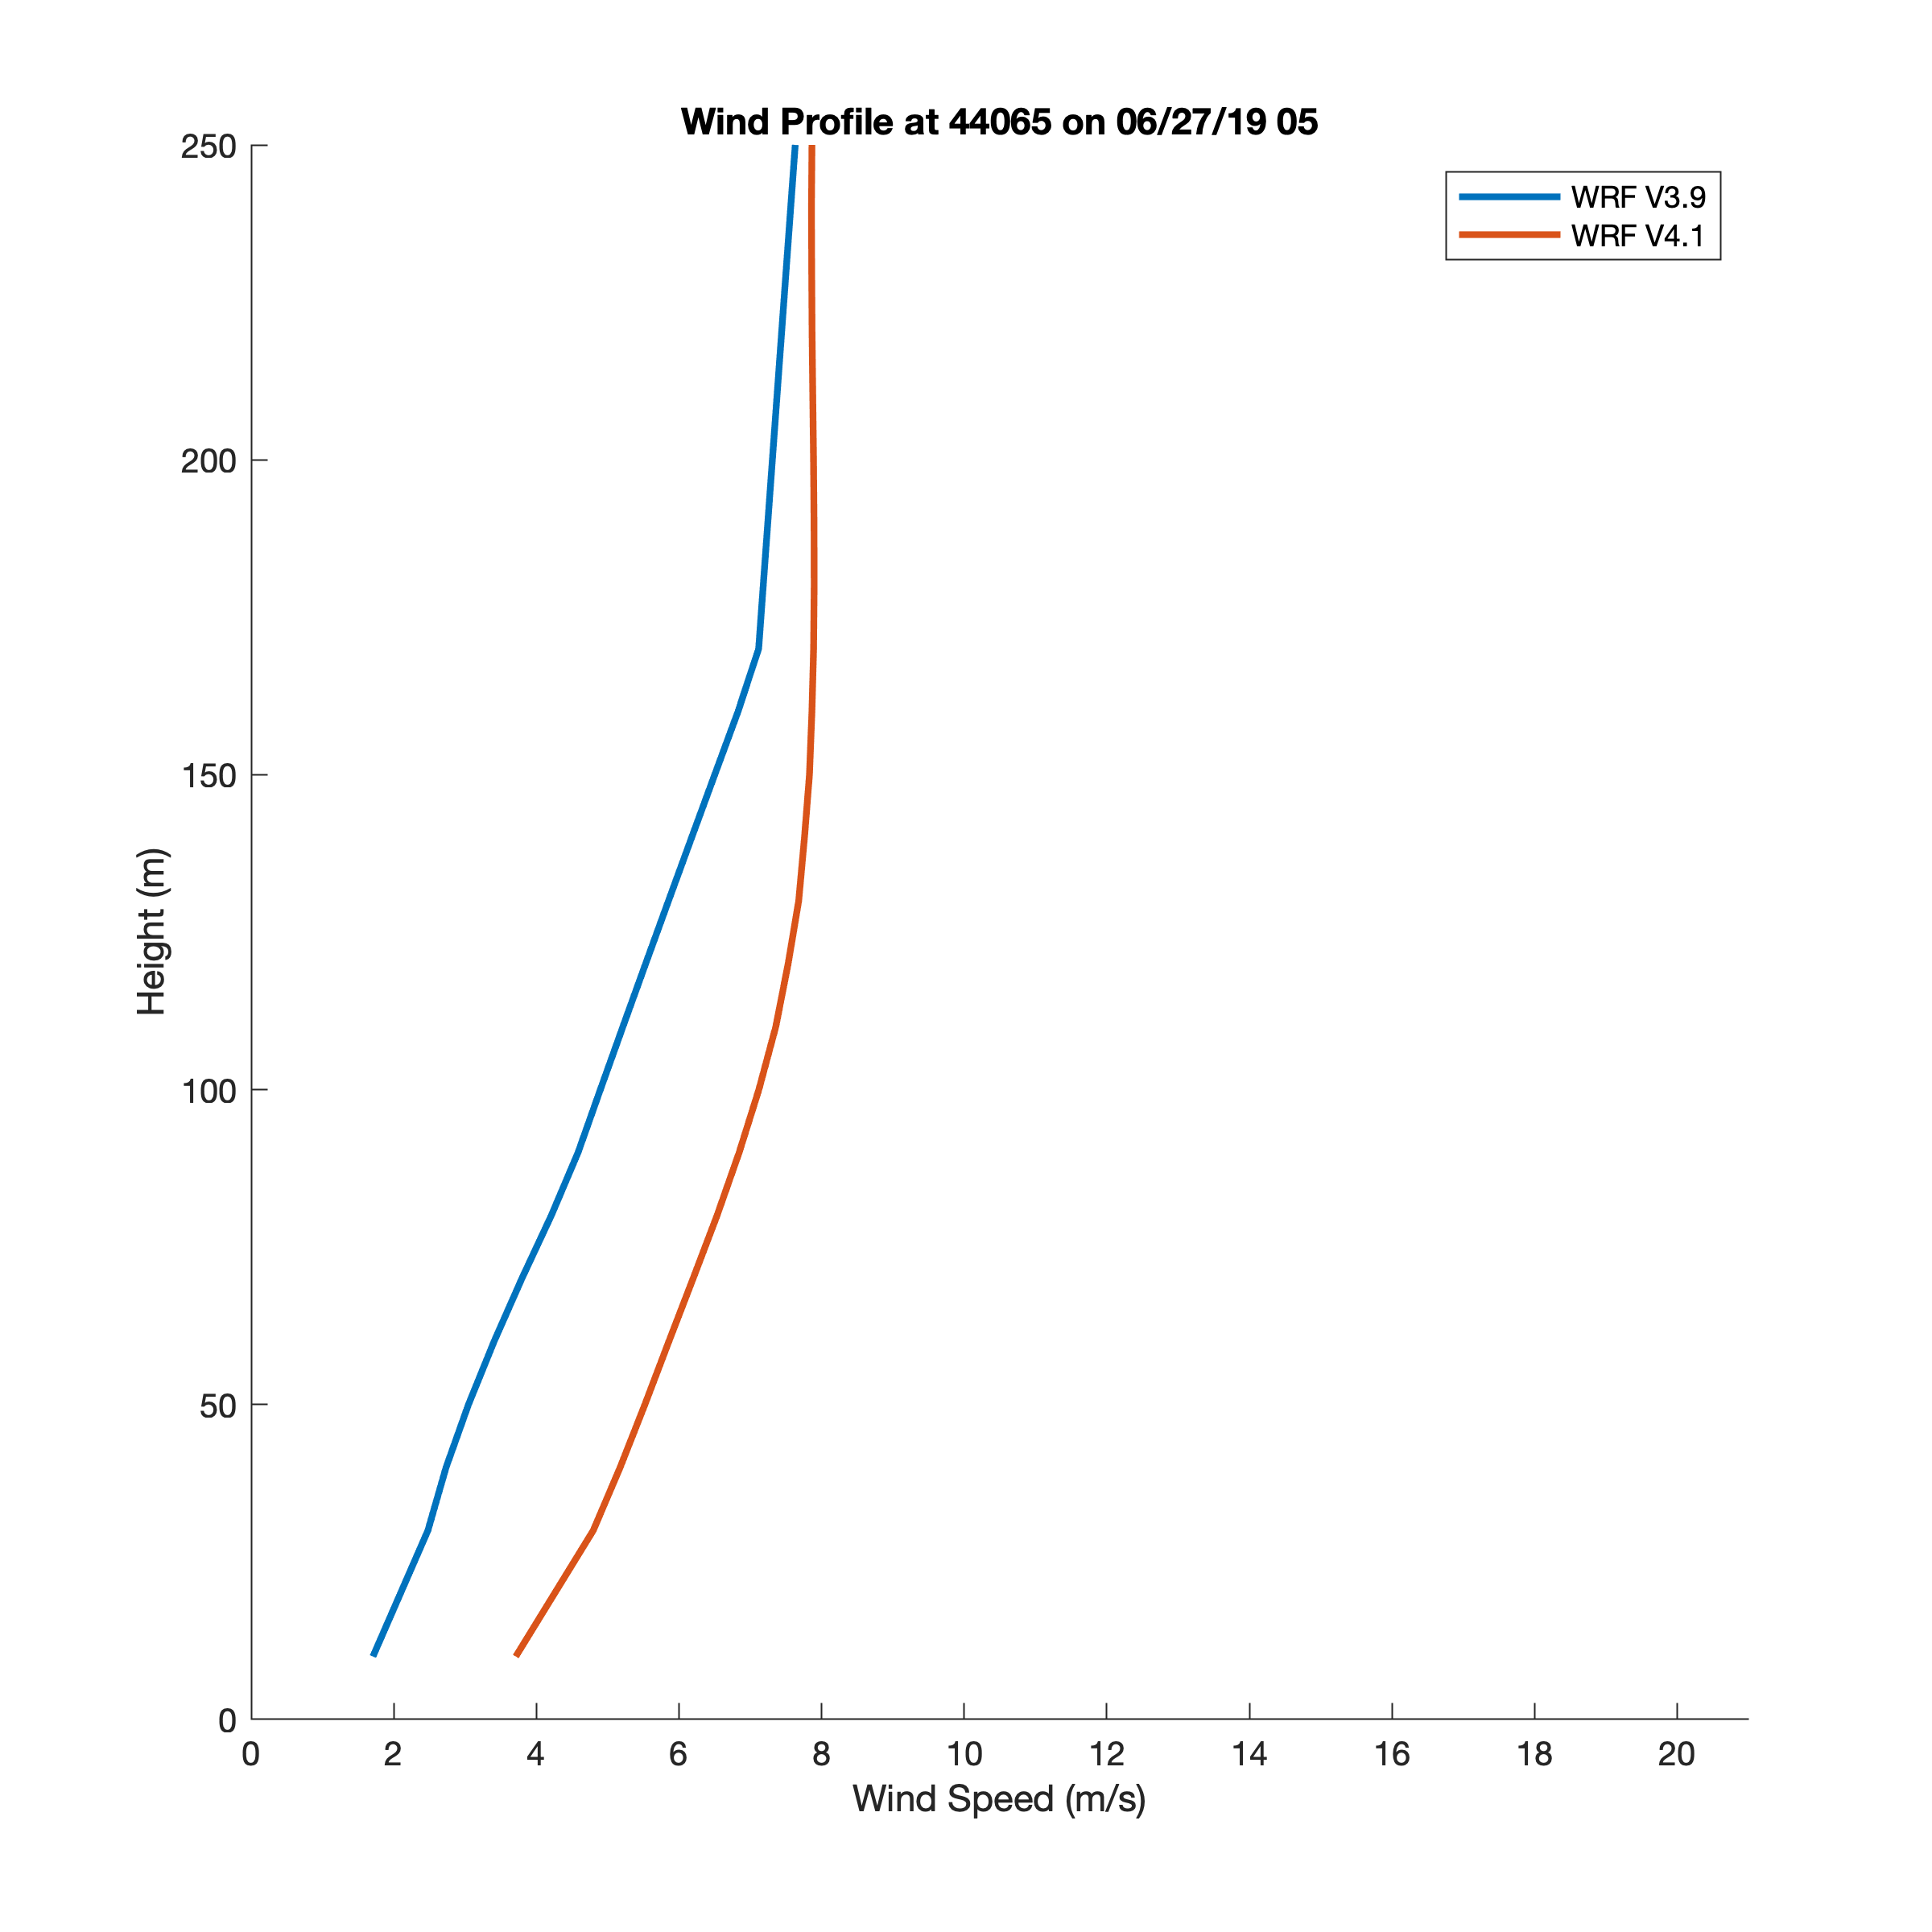 Wind Profile at 44065 on 06/27/19 05
250
200
150
100
50
0
Height (m)
WRF V3.9
WRF V4.1
0 2 4 6 8 10 12 14 16 18 20
Wind Speed (m/s)